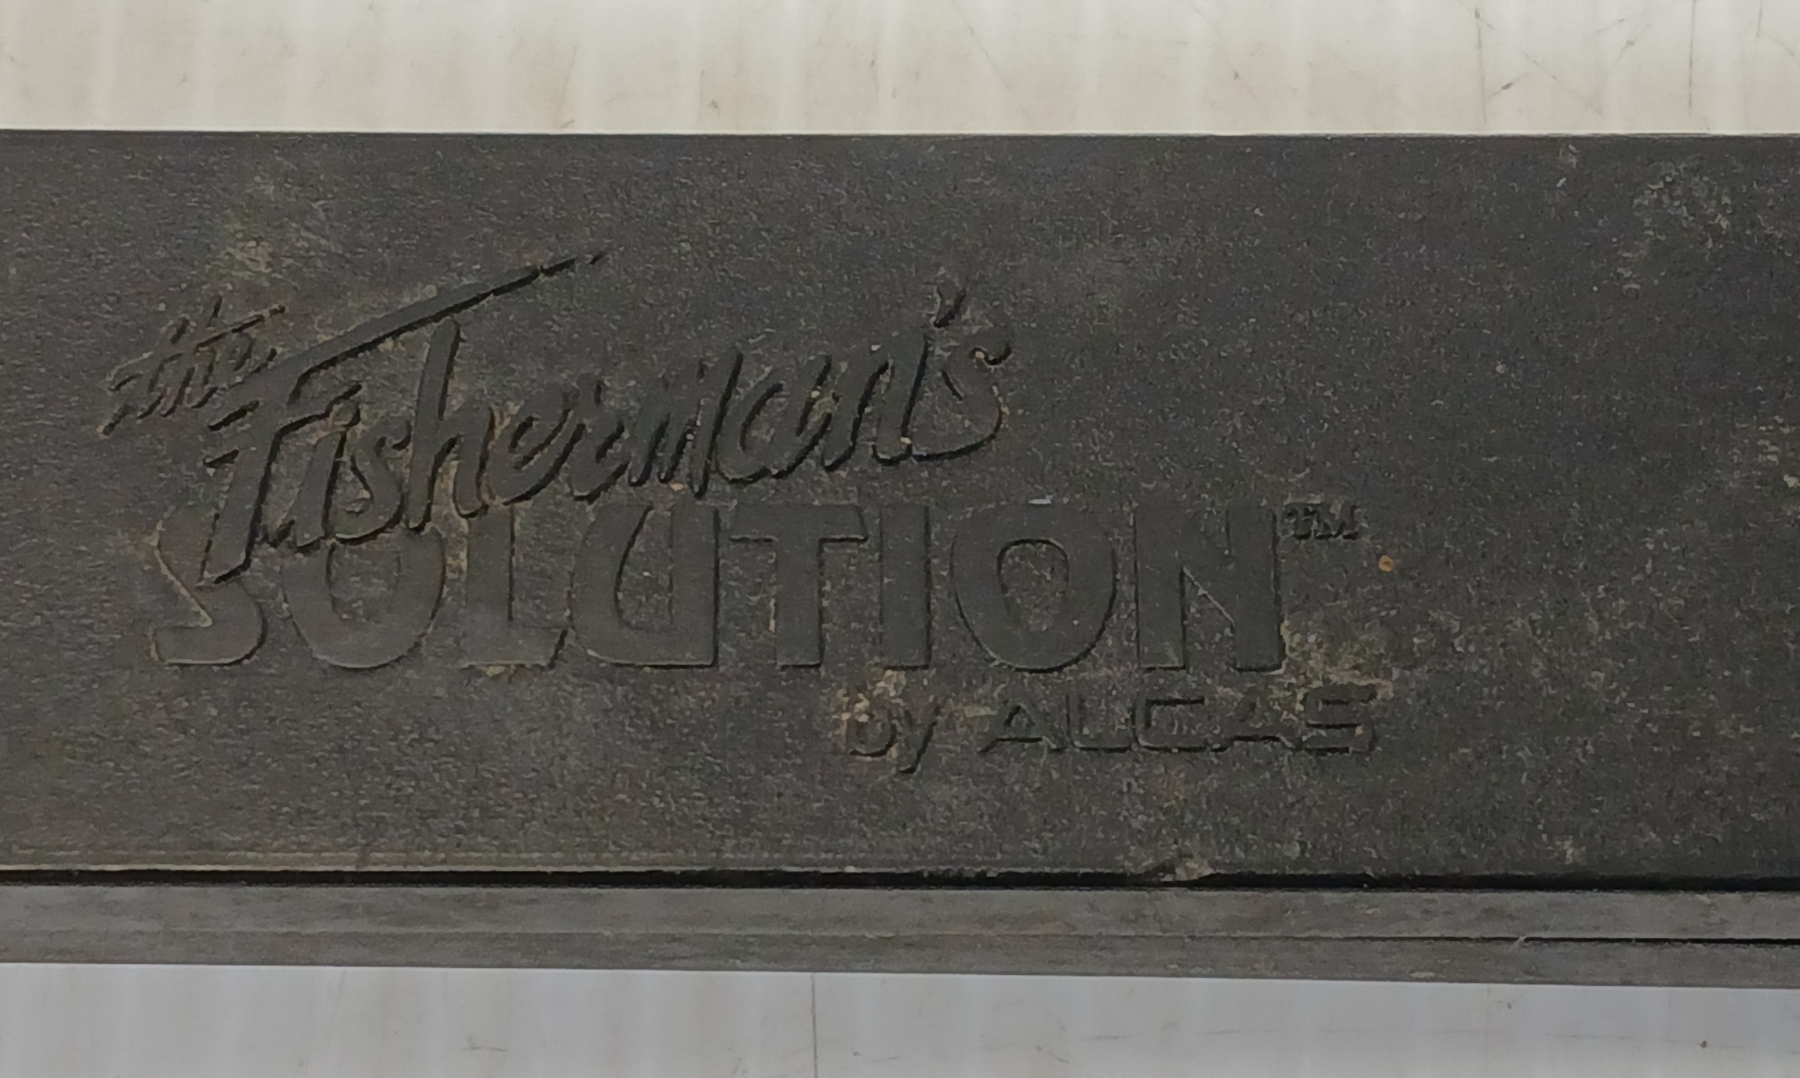 the
Fisherman's
SOLUTION™
by ALCAS